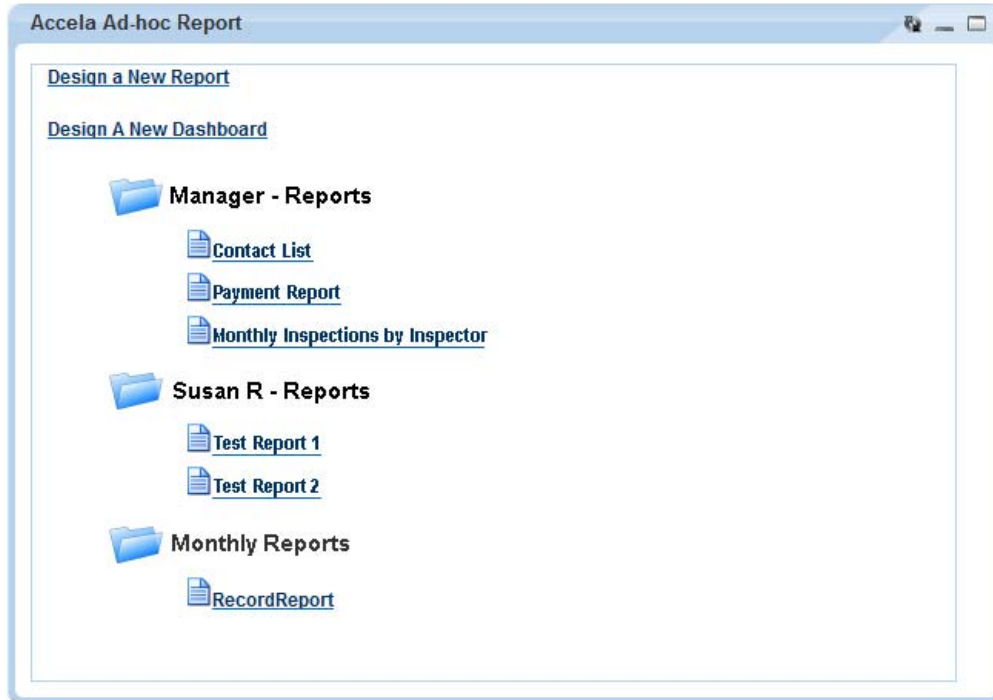 Accela Ad-hoc Report
Design a New Report
Design A New Dashboard
Manager - Reports
Contact List
Payment Report
Monthly Inspections by Inspector
Susan R - Reports
Test Report 1
Test Report 2
Monthly Reports
RecordReport